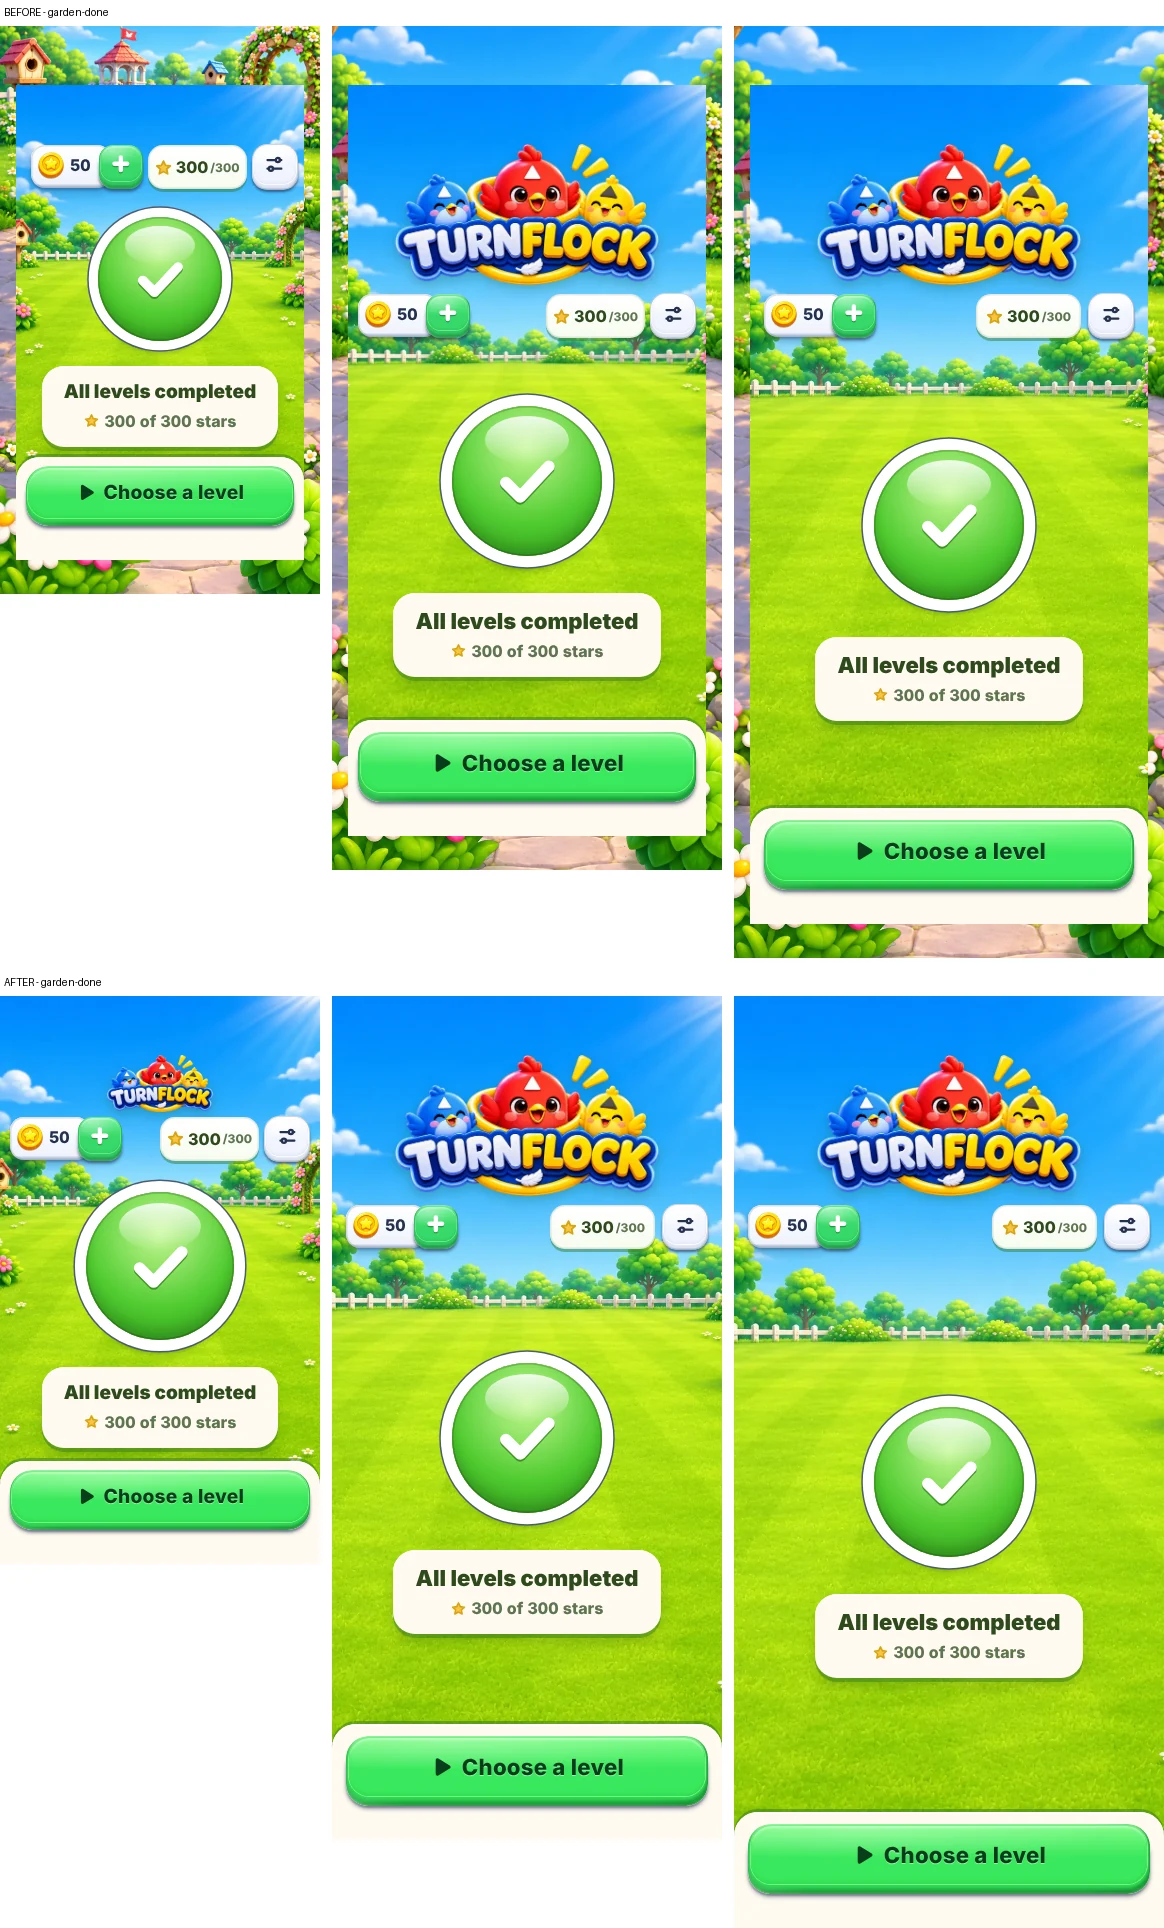 BEFORE - garden-done
50
300/300
All levels completed
300 of 300 stars
Choose a level
TURNFLOCK
50
300/300
All levels completed
300 of 300 stars
Choose a level
TURNFLOCK
50
300/300
All levels completed
300 of 300 stars
Choose a level
AFTER - garden-done
TURNFLOCK
50
300/300
All levels completed
300 of 300 stars
Choose a level
TURNFLOCK
50
300/300
All levels completed
300 of 300 stars
Choose a level
TURNFLOCK
50
300/300
All levels completed
300 of 300 stars
Choose a level